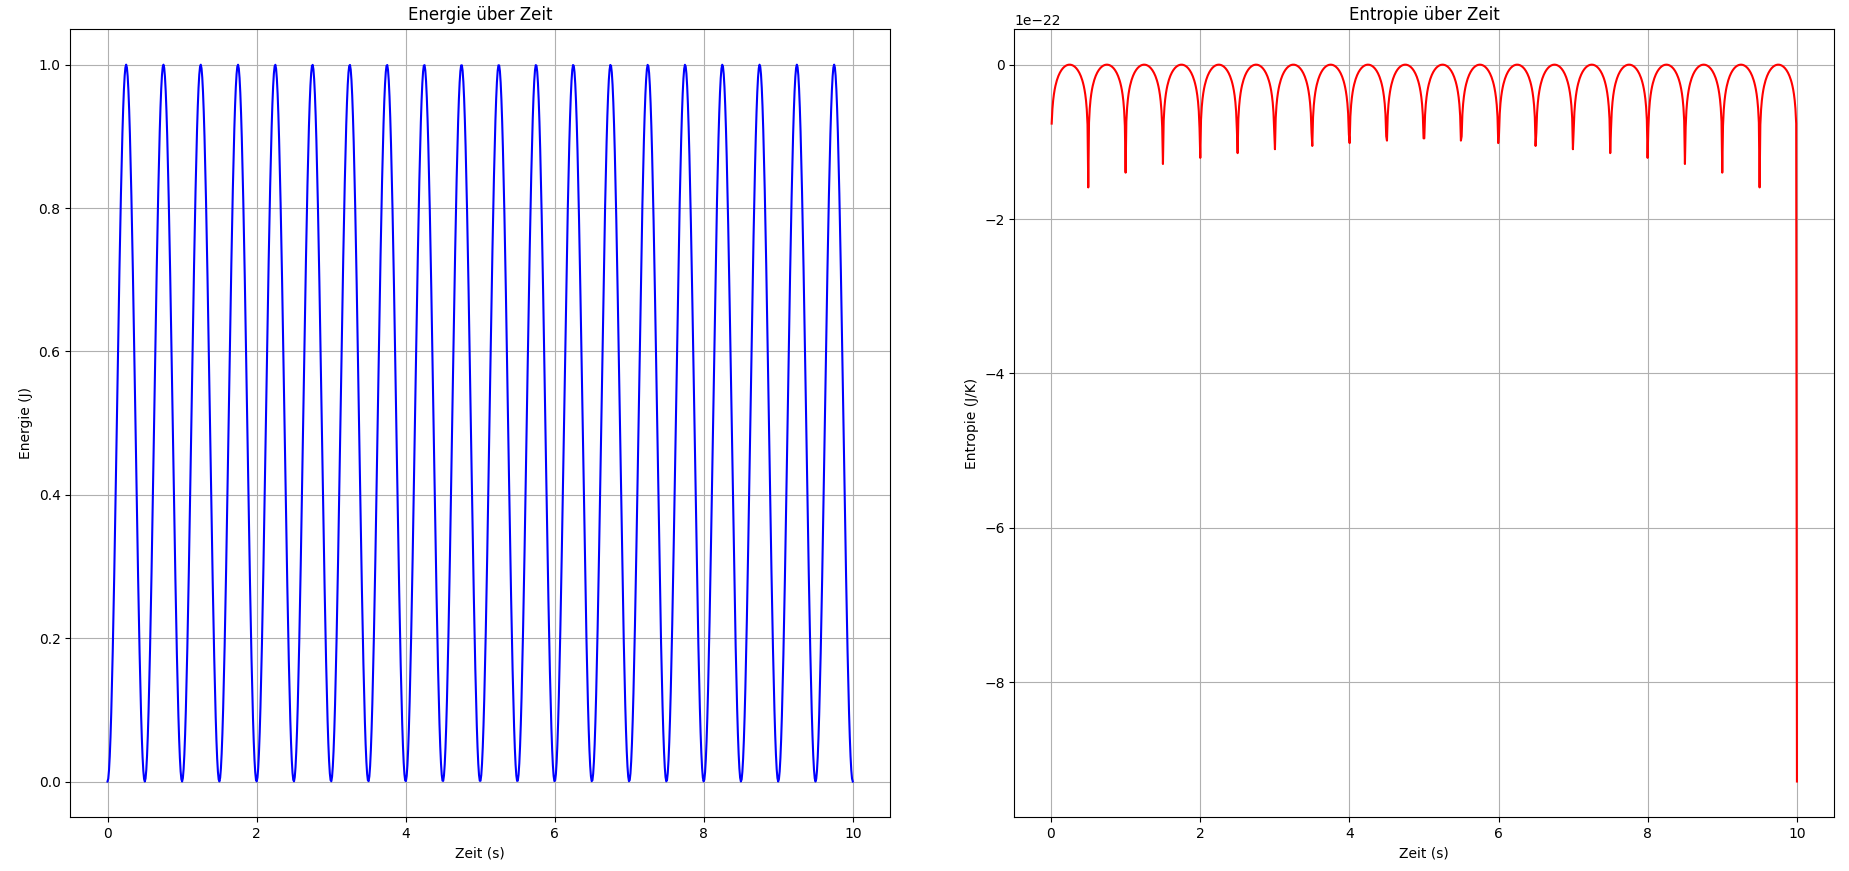 Energie über Zeit
1.0
0.8
0.6
0.4
0.2
0.0
Energie (J)
0 2 4 6 8 10
Zeit (s)
Entropie über Zeit
1e−22
0
−2
−4
−6
−8
Entropie (J/K)
0 2 4 6 8 10
Zeit (s)